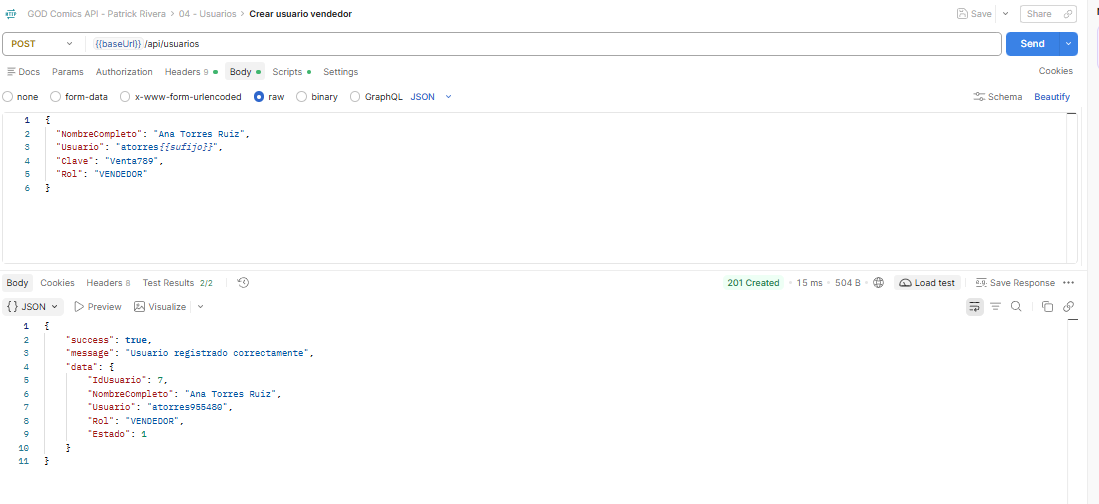 GOD Comics API - Patrick Rivera > 04 - Usuarios > Crear usuario vendedor Save Share
POST {{baseUrl}} /api/usuarios Send
Docs Params Authorization Headers 9 Body Scripts Settings Cookies
none form-data x-www-form-urlencoded raw binary GraphQL JSON Schema Beautify
1 {
2 "NombreCompleto": "Ana Torres Ruiz",
3 "Usuario": "atorres{{sufijo}}",
4 "Clave": "Venta789",
5 "Rol": "VENDEDOR"
6 }
Body Cookies Headers 8 Test Results 2/2 201 Created • 15 ms • 504 B Load test Save Response
{} JSON Preview Visualize
1 {
2 "success": true,
3 "message": "Usuario registrado correctamente",
4 "data": {
5 "IdUsuario": 7,
6 "NombreCompleto": "Ana Torres Ruiz",
7 "Usuario": "atorres955480",
8 "Rol": "VENDEDOR",
9 "Estado": 1
10 }
11 }